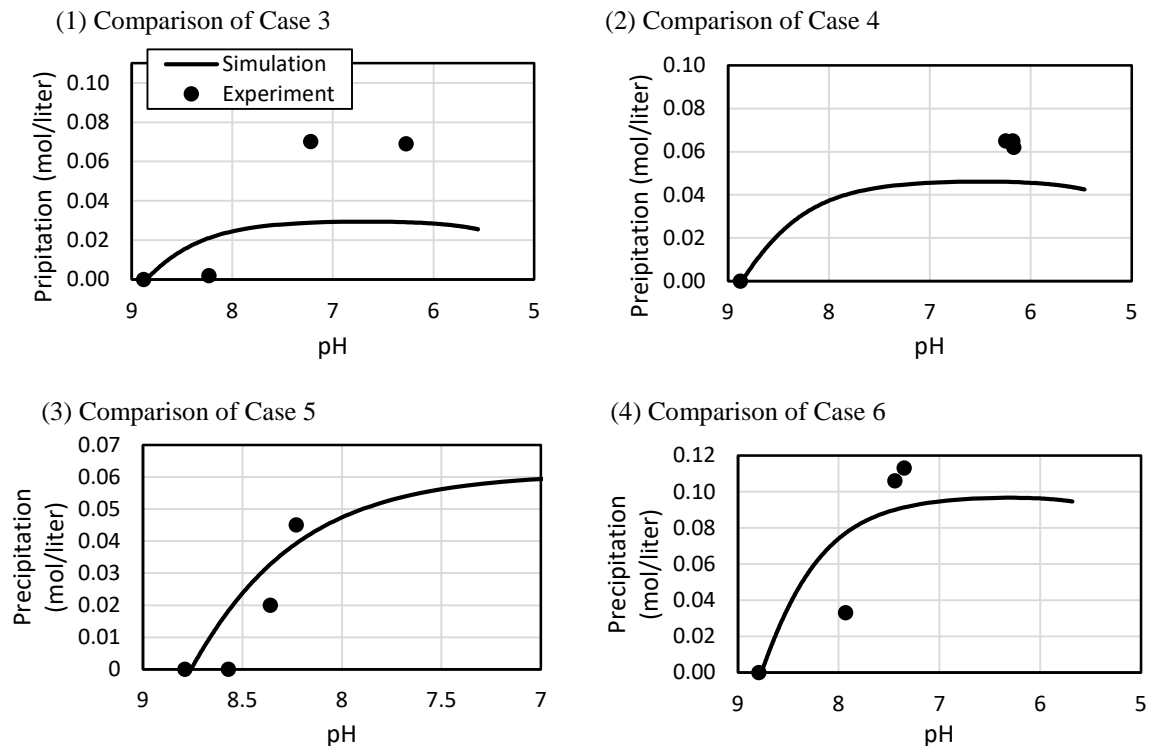 (1) Comparison of Case 3
Simulation
Experiment
Pripitation (mol/liter)
0.10
0.08
0.06
0.04
0.02
0.00
9 8 7 6 5
pH
(2) Comparison of Case 4
Preipitation (mol/liter)
0.10
0.08
0.06
0.04
0.02
0.00
9 8 7 6 5
pH
(3) Comparison of Case 5
Precipitation
(mol/liter)
0.07
0.06
0.05
0.04
0.03
0.02
0.01
0
9 8.5 8 7.5 7
pH
(4) Comparison of Case 6
Precipitation
(mol/liter)
0.12
0.10
0.08
0.06
0.04
0.02
0.00
9 8 7 6 5
pH